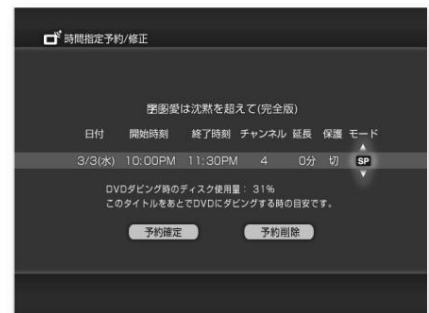 時間指定予約/修正
愛は沈黙を超えて(完全版)
日付 開始時刻 終了時刻 チャンネル 延長 保護 モード
3/3(水) 10:00PM 11:30PM 4 0分 切 SP
DVDダビング時のディスク使用量： 31%
このタイトルをあとでDVDにダビングする時の目安です。
予約確定 予約削除